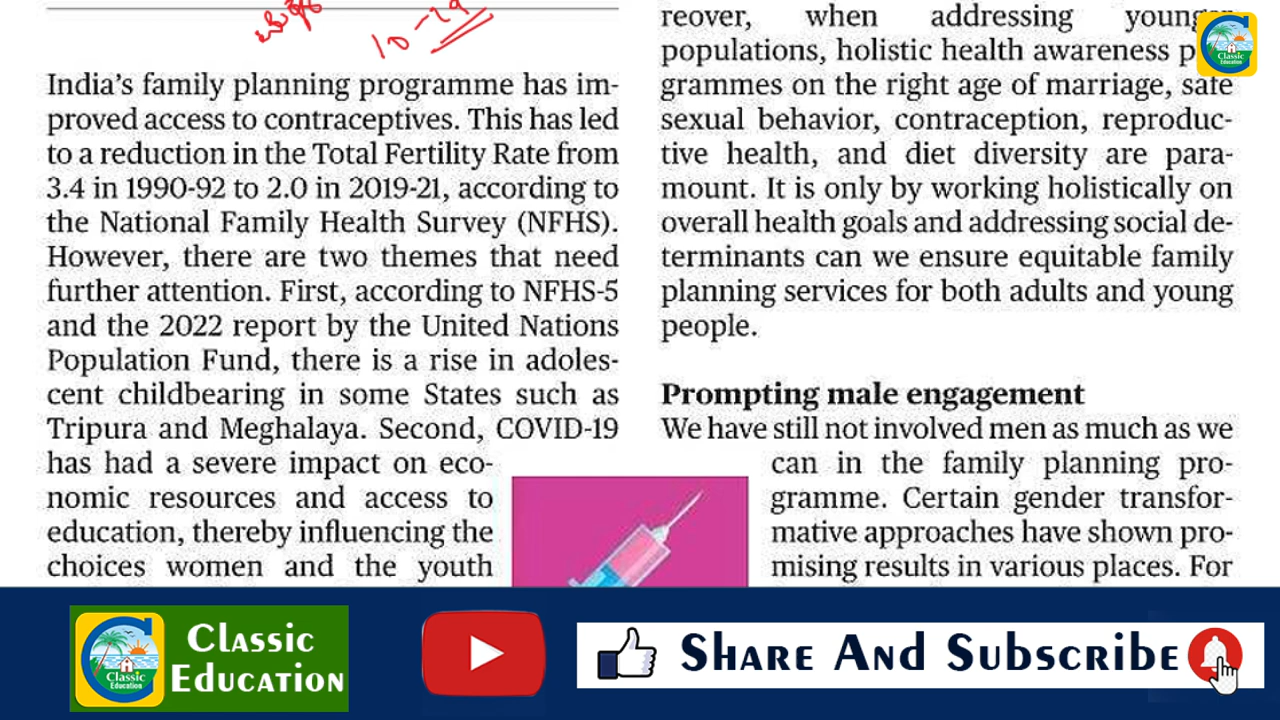 10-29
India's family planning programme has im-
proved access to contraceptives. This has led
to a reduction in the Total Fertility Rate from
3.4 in 1990-92 to 2.0 in 2019-21, according to
the National Family Health Survey (NFHS).
However, there are two themes that need
further attention. First, according to NFHS-5
and the 2022 report by the United Nations
Population Fund, there is a rise in adoles-
cent childbearing in some States such as
Tripura and Meghalaya. Second, COVID-19
has had a severe impact on eco-
nomic resources and access to
education, thereby influencing the
choices women and the youth
reover, when addressing younger
populations, holistic health awareness
grammes on the right age of marriage, safe
sexual behavior, contraception, reproduc-
tive health, and diet diversity are para-
mount. It is only by working holistically on
overall health goals and addressing social de-
terminants can we ensure equitable family
planning services for both adults and young
people.
Prompting male engagement
We have still not involved men as much as we
can in the family planning pro-
gramme. Certain gender transfor-
mative approaches have shown pro-
mising results in various places. For
Classic
Education
Classic
Education
Classic
Education
Share And Subscribe